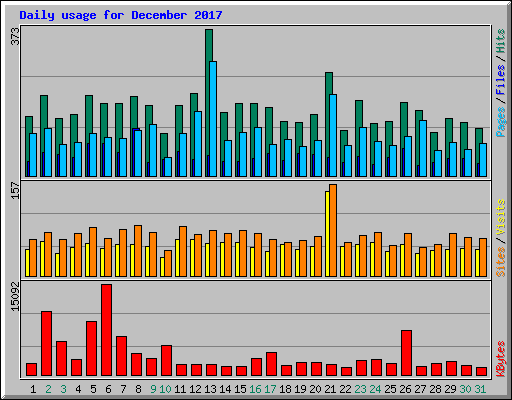 Daily usage for December 2017
373
Pages / Files / Hits
157
Sites / Visits
15092
KBytes
1 2 3 4 5 6 7 8 9 10 11 12 13 14 15 16 17 18 19 20 21 22 23 24 25 26 27 28 29 30 31